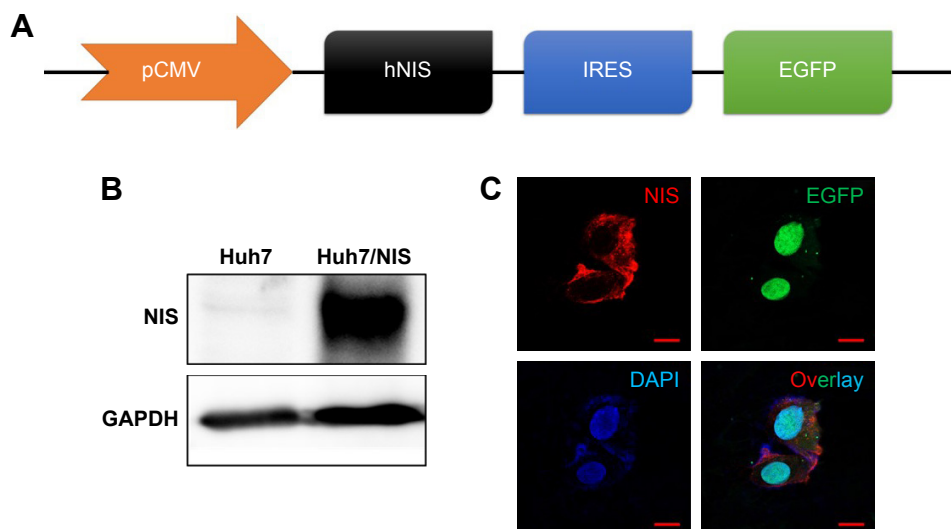 A
pCMV
hNIS
IRES
EGFP
B
Huh7 Huh7/NIS
NIS
GAPDH
C
NIS
EGFP
DAPI
Overlay